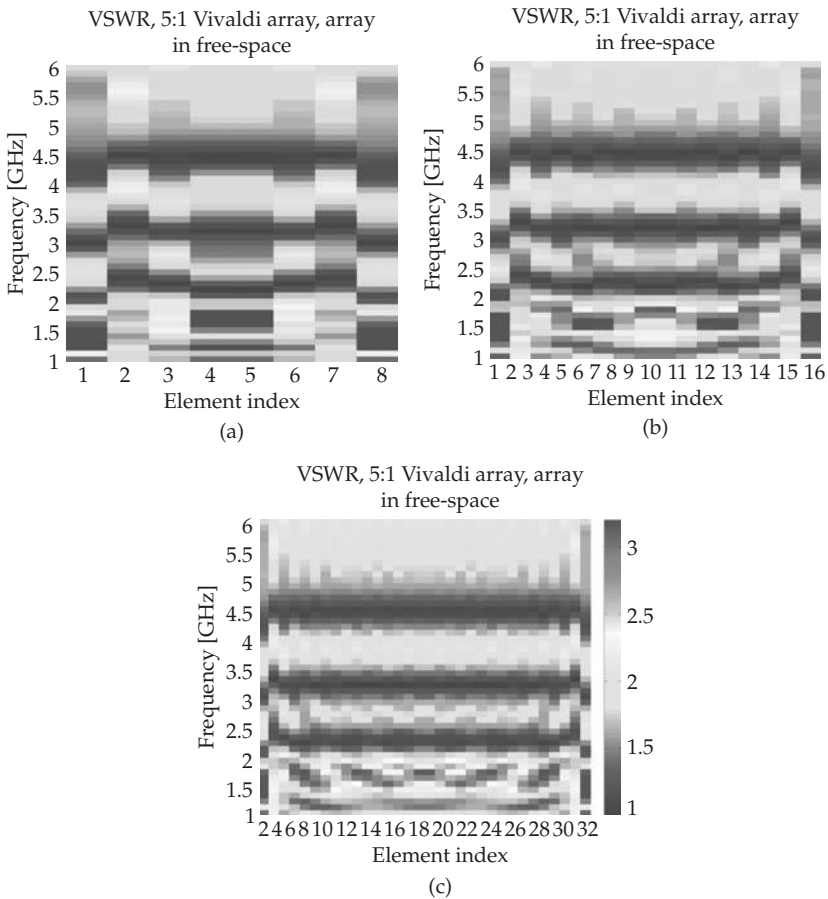 VSWR, 5:1 Vivaldi array, array
in free-space
6
5.5
5
4.5
4
3.5
3
2.5
2
1.5
1
Frequency [GHz]
1 2 3 4 5 6 7 8
Element index
(a)
VSWR, 5:1 Vivaldi array, array
in free-space
6
5.5
5
4.5
4
3.5
3
2.5
2
1.5
1
Frequency [GHz]
1 2 3 4 5 6 7 8 9 10 11 12 13 14 15 16
Element index
(b)
VSWR, 5:1 Vivaldi array, array
in free-space
6
5.5
5
4.5
4
3.5
3
2.5
2
1.5
1
Frequency [GHz]
2 4 6 8 10 12 14 16 18 20 22 24 26 28 30 32
Element index
3
2.5
2
1.5
1
(c)